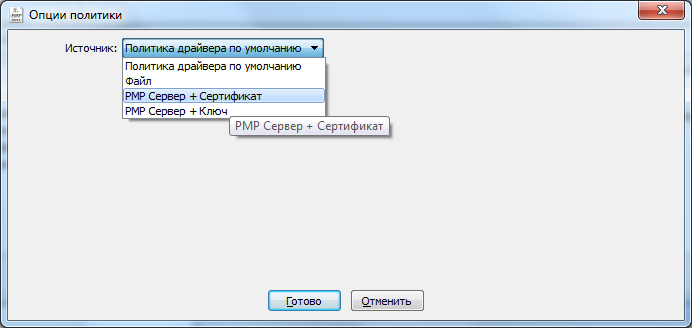 Опции политики
Источник: Политика драйвера по умолчанию
Политика драйвера по умолчанию
Файл
PMP Сервер + Сертификат
PMP Сервер + Ключ
PMP Сервер + Сертификат
Готово Отменить